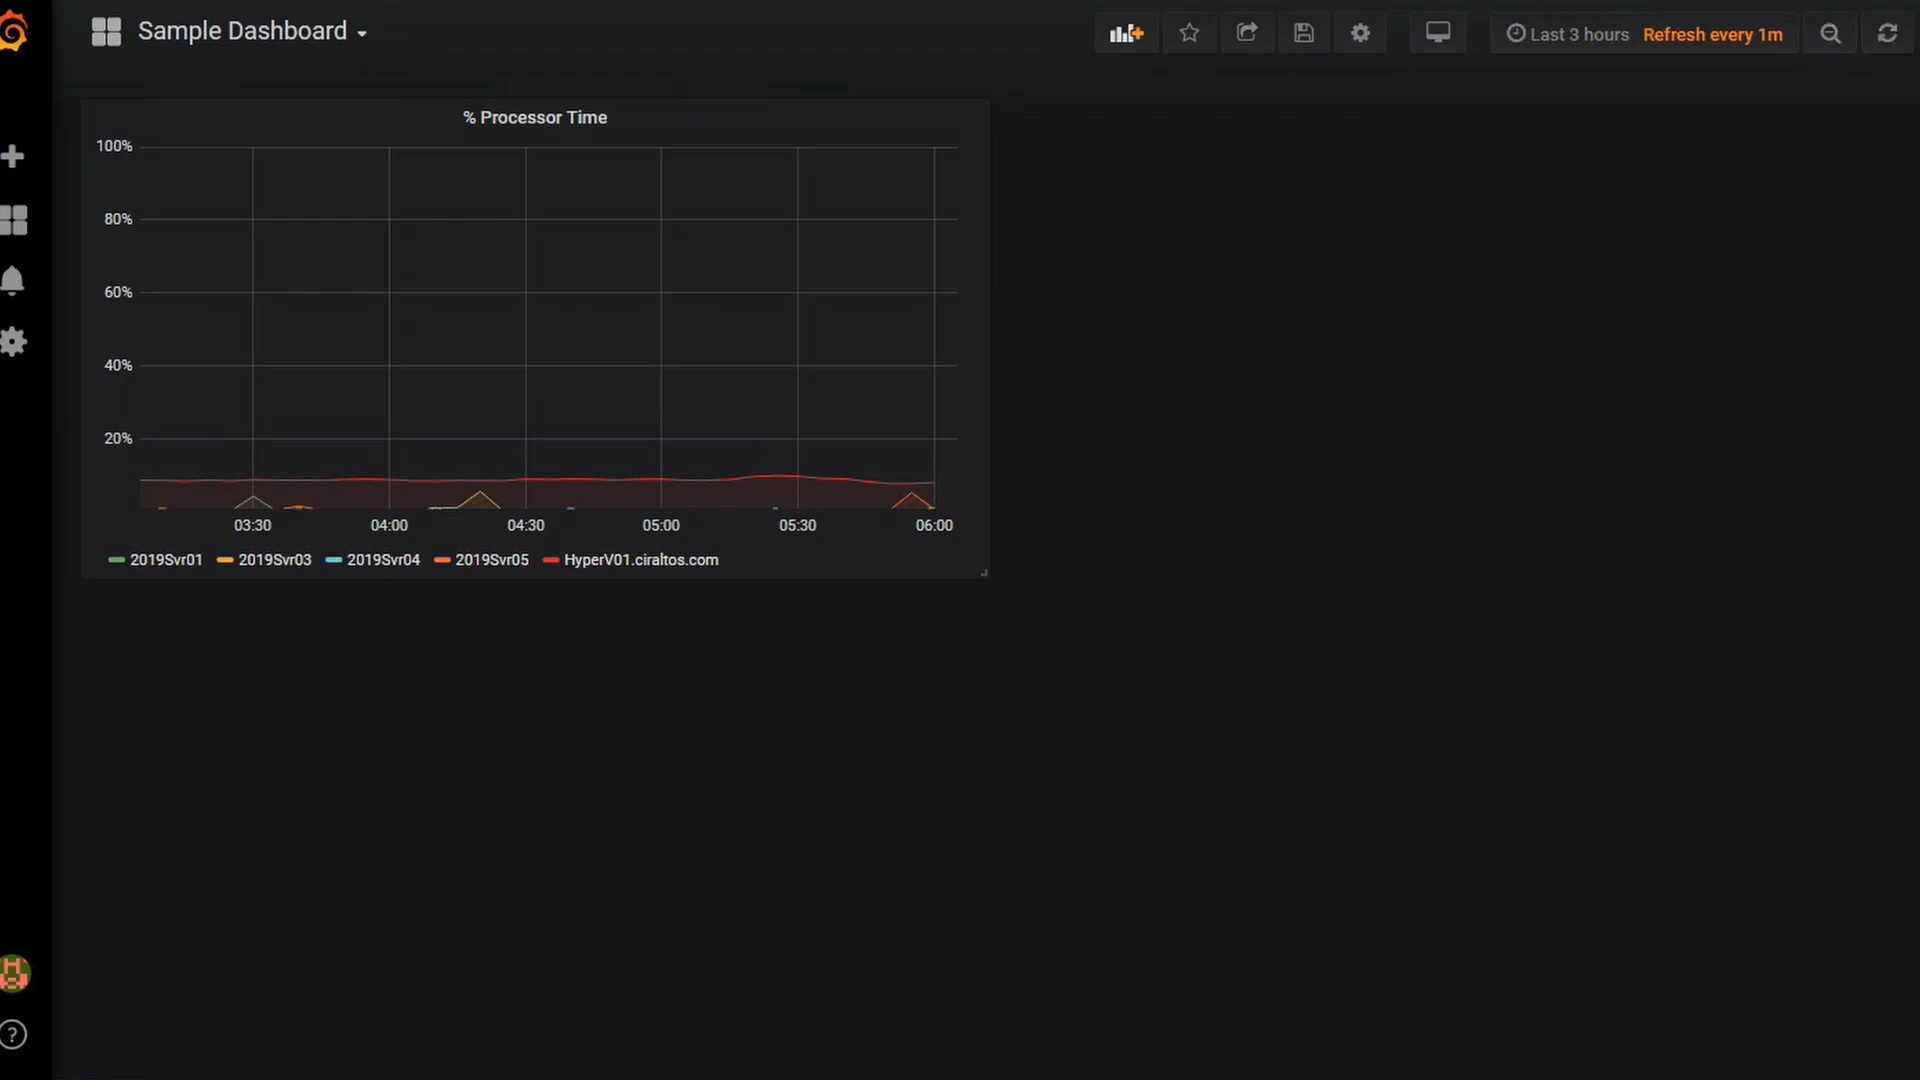 Sample Dashboard
Last 3 hours Refresh every 1m
% Processor Time
100%
80%
60%
40%
20%
03:30 04:00 04:30 05:00 05:30 06:00
2019Svr01 2019Svr03 2019Svr04 2019Svr05 HyperV01.ciraltos.com
?